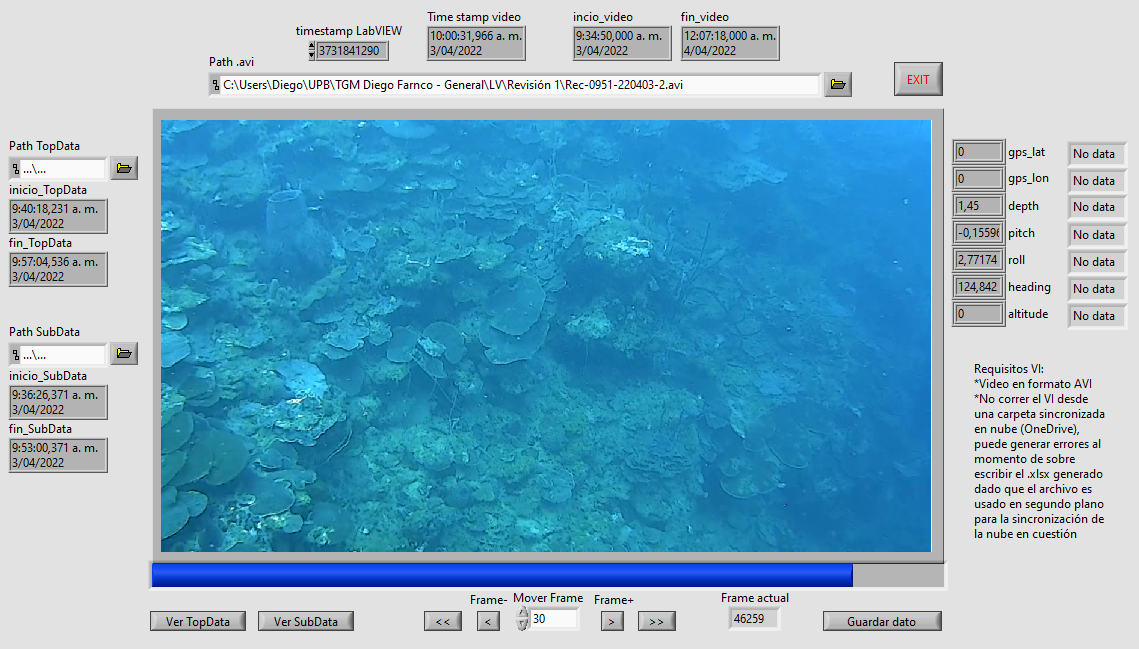 timestamp LabVIEW
3731841290
Time stamp video
10:00:31,966 a. m.
3/04/2022
incio_video
9:34:50,000 a. m.
3/04/2022
fin_video
12:07:18,000 a. m.
4/04/2022
Path .avi
C:\Users\Diego\UPB\TGM Diego Farnco - General\LV\Revisión 1\Rec-0951-220403-2.avi
EXIT
Path TopData
...\...
inicio_TopData
9:40:18,231 a. m.
3/04/2022
fin_TopData
9:57:04,536 a. m.
3/04/2022
Path SubData
...\...
inicio_SubData
9:36:26,371 a. m.
3/04/2022
fin_SubData
9:53:00,371 a. m.
3/04/2022
0 gps_lat No data
0 gps_lon No data
1,45 depth No data
-0,15596 pitch No data
2,77174 roll No data
124,842 heading No data
0 altitude No data
Requisitos VI:
*Video en formato AVI
*No correr el VI desde
una carpeta sincronizada
en nube (OneDrive),
puede generar errores al
momento de sobre
escribir el .xlsx generado
dado que el archivo es
usado en segundo plano
para la sincronización de
la nube en cuestión
Frame- Mover Frame Frame+ Frame actual
Ver TopData Ver SubData << < 30 > >> 46259 Guardar dato